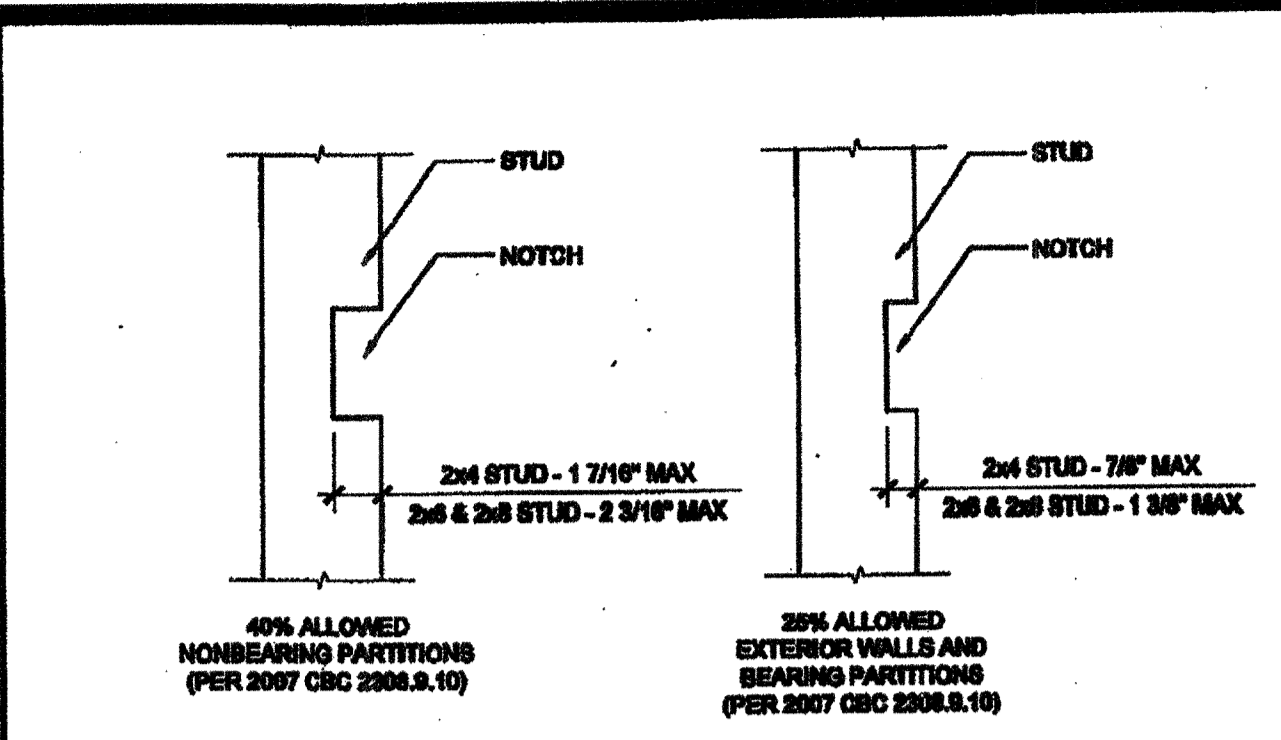 STUD
NOTCH
2x4 STUD - 1 7/16" MAX
2x6 & 2x8 STUD - 2 3/16" MAX
40% ALLOWED
NONBEARING PARTITIONS
(PER 2007 CBC 2308.9.10)
STUD
NOTCH
2x4 STUD - 7/8" MAX
2x6 & 2x8 STUD - 1 3/8" MAX
25% ALLOWED
EXTERIOR WALLS AND
BEARING PARTITIONS
(PER 2007 CBC 2308.9.10)